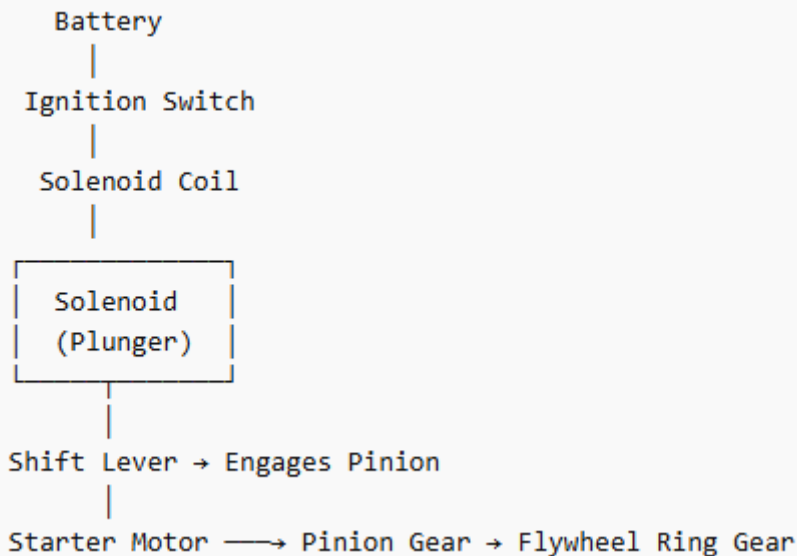 Battery
Ignition Switch
Solenoid Coil
Solenoid
(Plunger)
Shift Lever → Engages Pinion
Starter Motor ──→ Pinion Gear → Flywheel Ring Gear